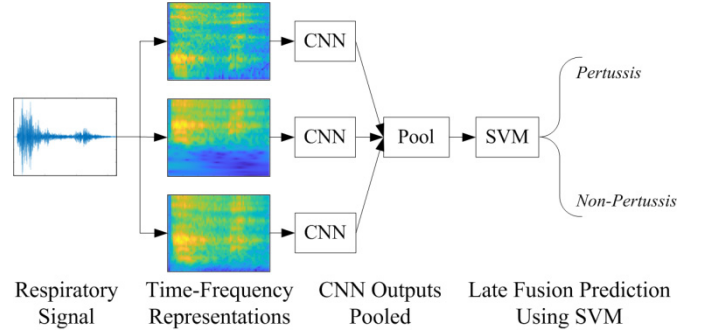 CNN
CNN
CNN
Pool
SVM
Pertussis
Non-Pertussis
Respiratory
Signal
Time-Frequency
Representations
CNN Outputs
Pooled
Late Fusion Prediction
Using SVM